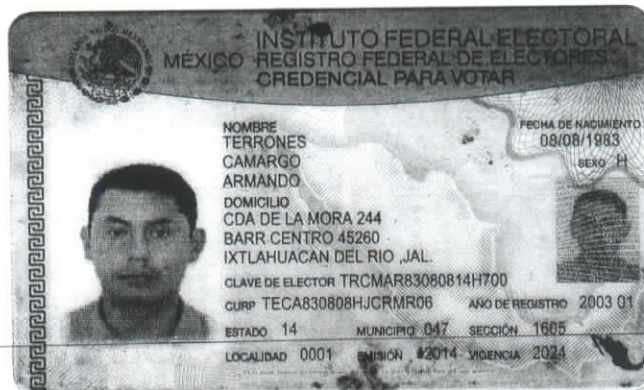 MÉXICO
INSTITUTO FEDERAL ELECTORAL
REGISTRO FEDERAL DE ELECTORES
CREDENCIAL PARA VOTAR
NOMBRE
TERRONES
CAMARGO
ARMANDO
FECHA DE NACIMIENTO
08/08/1983
SEXO H
DOMICILIO
CDA DE LA MORA 244
BARR CENTRO 45260
IXTLAHUACAN DEL RIO ,JAL.
CLAVE DE ELECTOR TRCMAR83080814H700
CURP TECA830808HJCRMR06 AÑO DE REGISTRO 2003 01
ESTADO 14 MUNICIPIO 047 SECCIÓN 1605
LOCALIDAD 0001 EMISIÓN 2014 VIGENCIA 2024